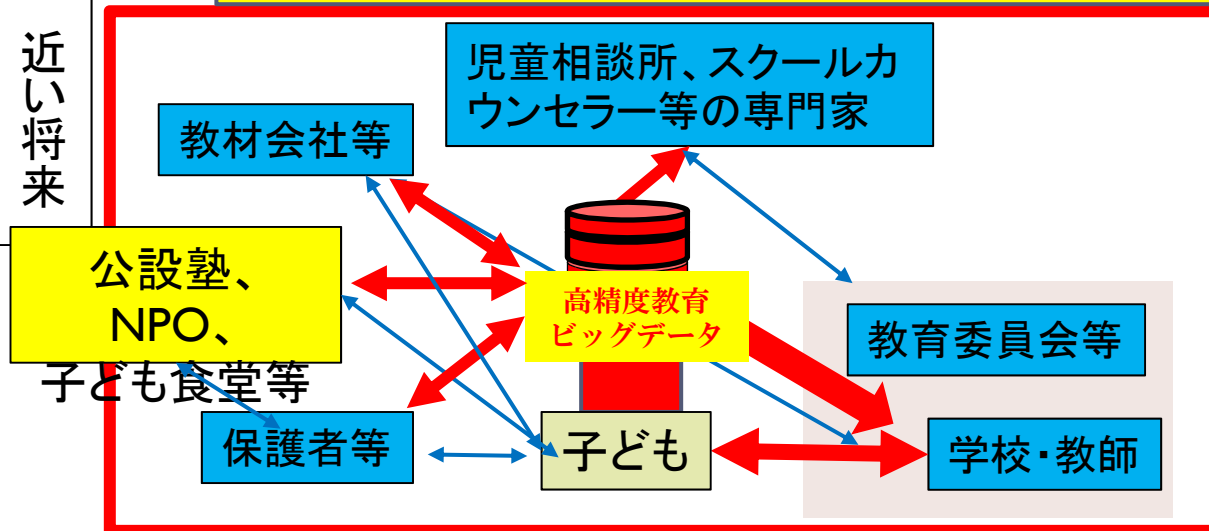 近い将来
児童相談所、スクールカ
ウンセラー等の専門家
教材会社等
公設塾、
NPO、
子ども食堂等
高精度教育
ビッグデータ
教育委員会等
保護者等
子ども
学校・教師